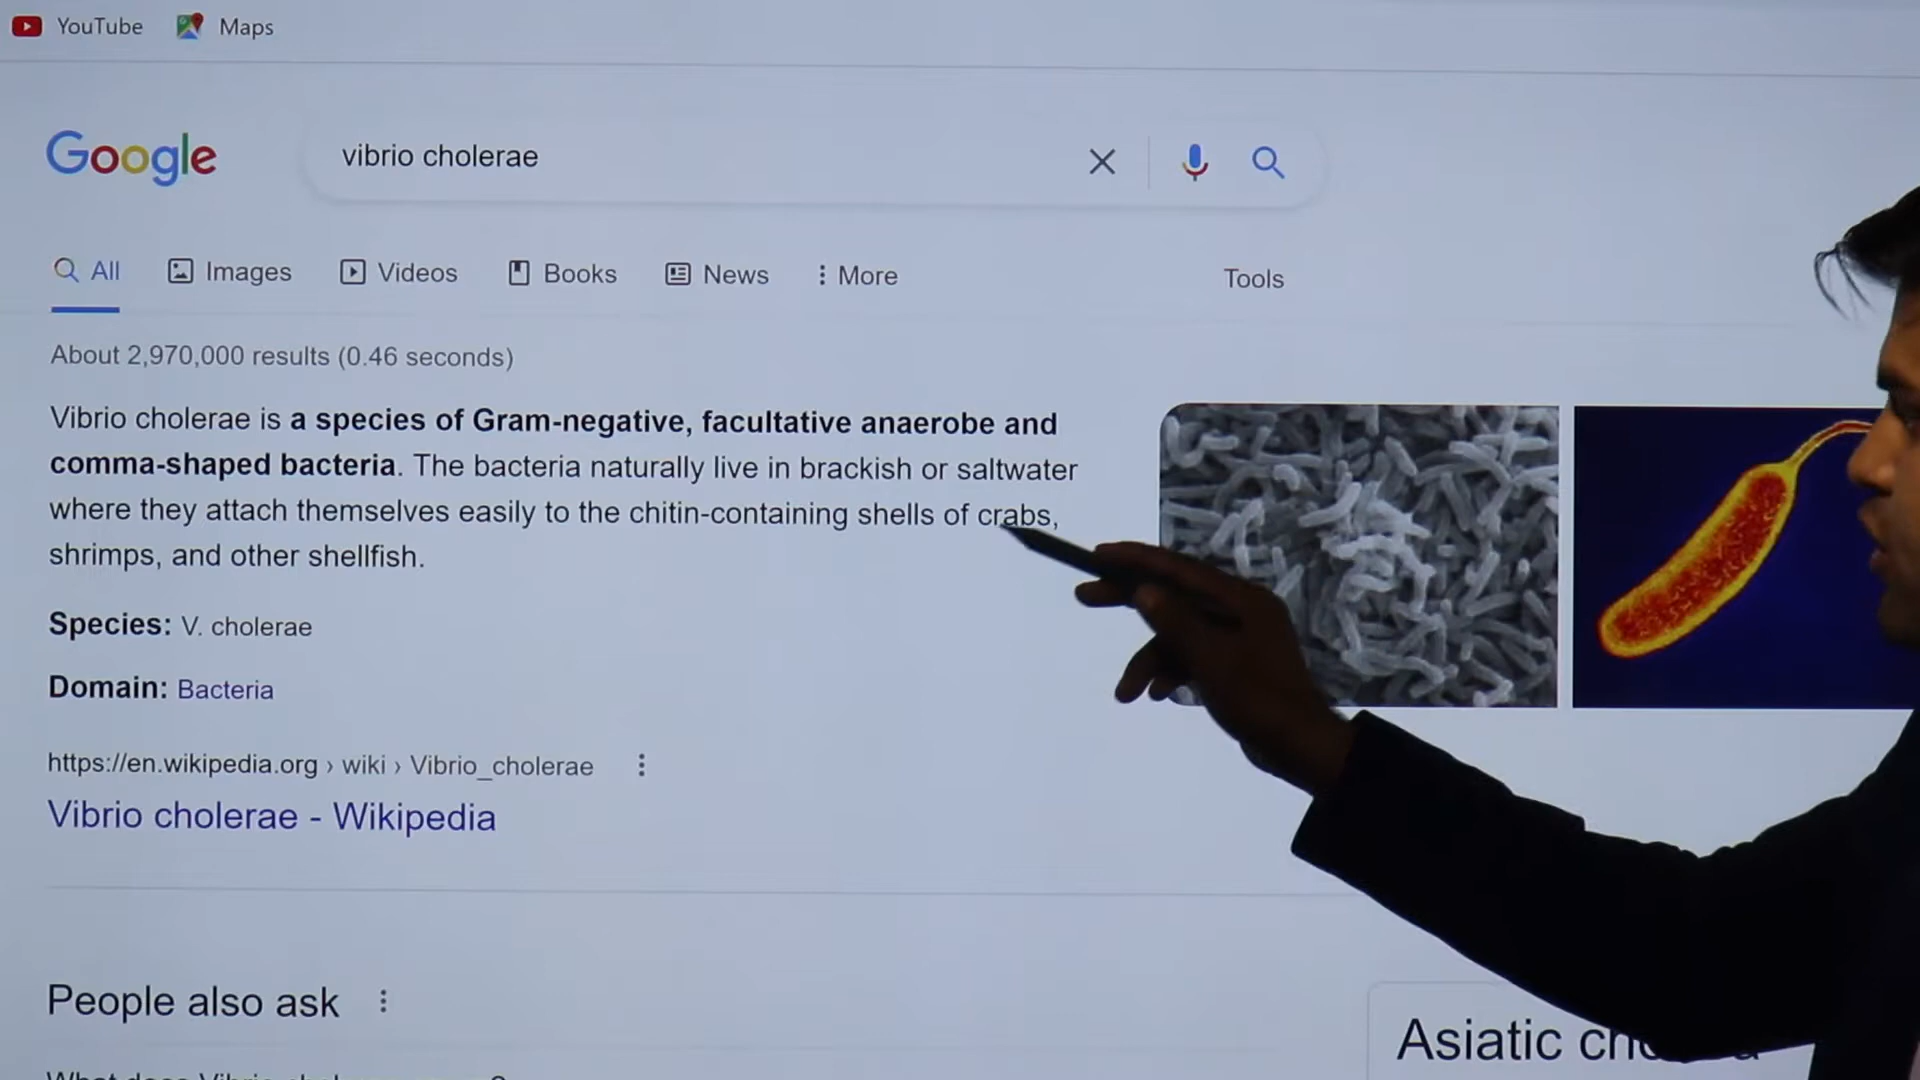 YouTube Maps
Google vibrio cholerae
All Images Videos Books News More Tools
About 2,970,000 results (0.46 seconds)
Vibrio cholerae is a species of Gram-negative, facultative anaerobe and
comma-shaped bacteria. The bacteria naturally live in brackish or saltwater
where they attach themselves easily to the chitin-containing shells of crabs,
shrimps, and other shellfish.
Species: V. cholerae
Domain: Bacteria
https://en.wikipedia.org › wiki › Vibrio_cholerae
Vibrio cholerae - Wikipedia
People also ask
Asiatic